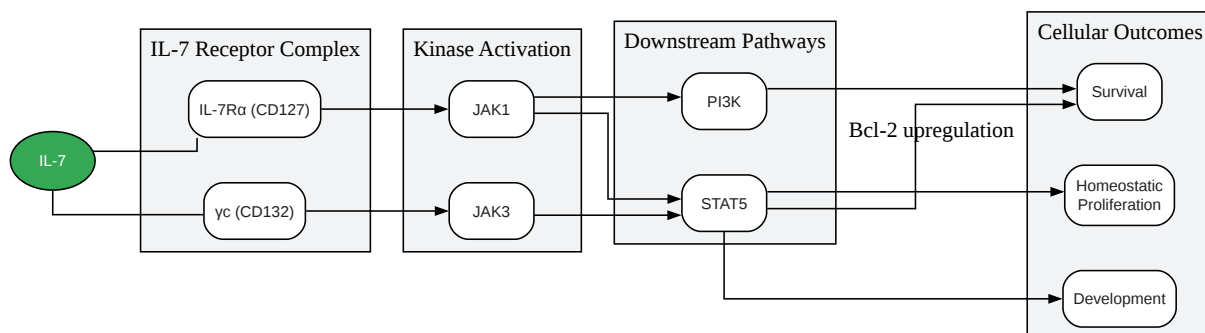 IL-7
IL-7 Receptor Complex
IL-7Rα (CD127)
γc (CD132)
Kinase Activation
JAK1
JAK3
Downstream Pathways
PI3K
STAT5
Bcl-2 upregulation
Cellular Outcomes
Survival
Homeostatic
Proliferation
Development